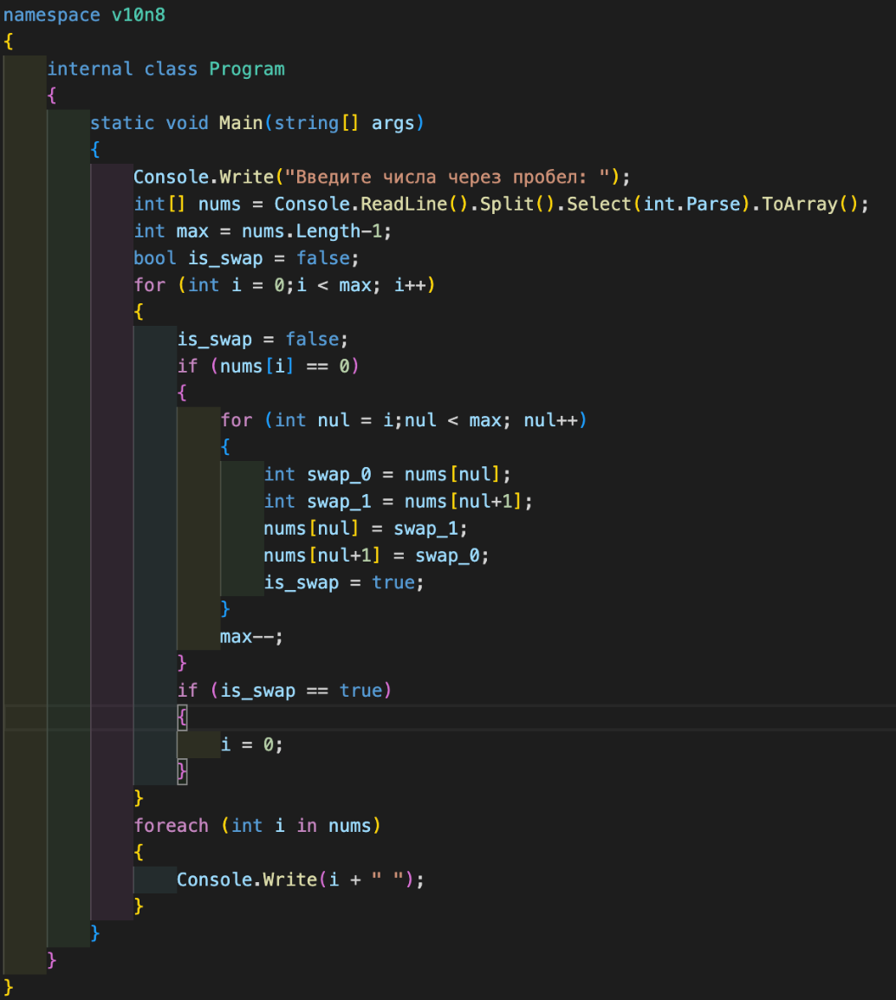 namespace v10n8
{
    internal class Program
    {
        static void Main(string[] args)
        {
            Console.Write("Введите числа через пробел: ");
            int[] nums = Console.ReadLine().Split().Select(int.Parse).ToArray();
            int max = nums.Length-1;
            bool is_swap = false;
            for (int i = 0;i < max; i++)
            {
                is_swap = false;
                if (nums[i] == 0)
                {
                    for (int nul = i;nul < max; nul++)
                    {
                        int swap_0 = nums[nul];
                        int swap_1 = nums[nul+1];
                        nums[nul] = swap_1;
                        nums[nul+1] = swap_0;
                        is_swap = true;
                    }
                    max--;
                }
                if (is_swap == true)
                {
                    i = 0;
                }
            }
            foreach (int i in nums)
            {
                Console.Write(i + " ");
            }
        }
    }
}